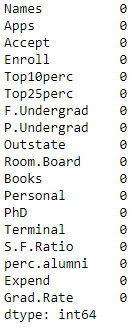 Names 0
Apps 0
Accept 0
Enroll 0
Top10perc 0
Top25perc 0
F.Undergrad 0
P.Undergrad 0
Outstate 0
Room.Board 0
Books 0
Personal 0
PhD 0
Terminal 0
S.F.Ratio 0
perc.alumni 0
Expend 0
Grad.Rate 0
dtype: int64